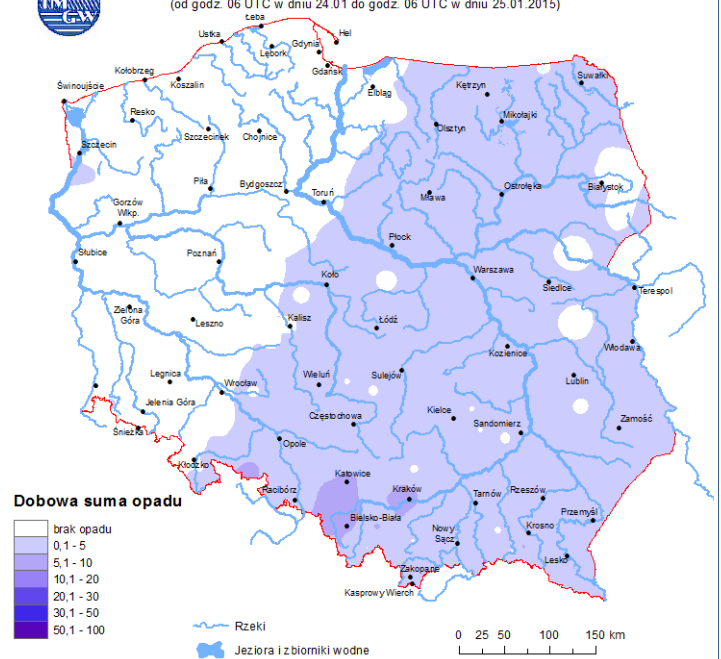 IMGW
(od godz. 06 UTC w dniu 24.01 do godz. 06 UTC w dniu 25.01.2015)
Łeba
Hel
Ustka
Gdynia
Lębork
Gdańsk
Kołobrzeg
Koszalin
Suwałki
Świnoujście
Elbląg
Kętrzyn
Resko
Mikołajki
Szczecinek
Chojnice
Olsztyn
Szczecin
Piła
Bydgoszcz
Toruń
Mława
Ostrołęka
Białystok
Gorzów
Wlkp.
Płock
Słubice
Poznań
Koło
Warszawa
Siedlce
Terespol
Zielona
Góra
Leszno
Kalisz
Łódź
Kozienice
Włodawa
Legnica
Wrocław
Wieluń
Sulejów
Lublin
Jelenia Góra
Częstochowa
Kielce
Sandomierz
Zamość
Śnieżka
Opole
Kłodzko
Katowice
Kraków
Tarnów
Rzeszów
Racibórz
Bielsko-Biała
Nowy
Sącz
Krosno
Przemyśl
Lesko
Zakopane
Kasprowy Wierch
Dobowa suma opadu
brak opadu
0,1 - 5
5,1 - 10
10,1 - 20
20,1 - 30
30,1 - 50
50,1 - 100
Rzeki
Jeziora i zbiorniki wodne
0 25 50 100 150 km